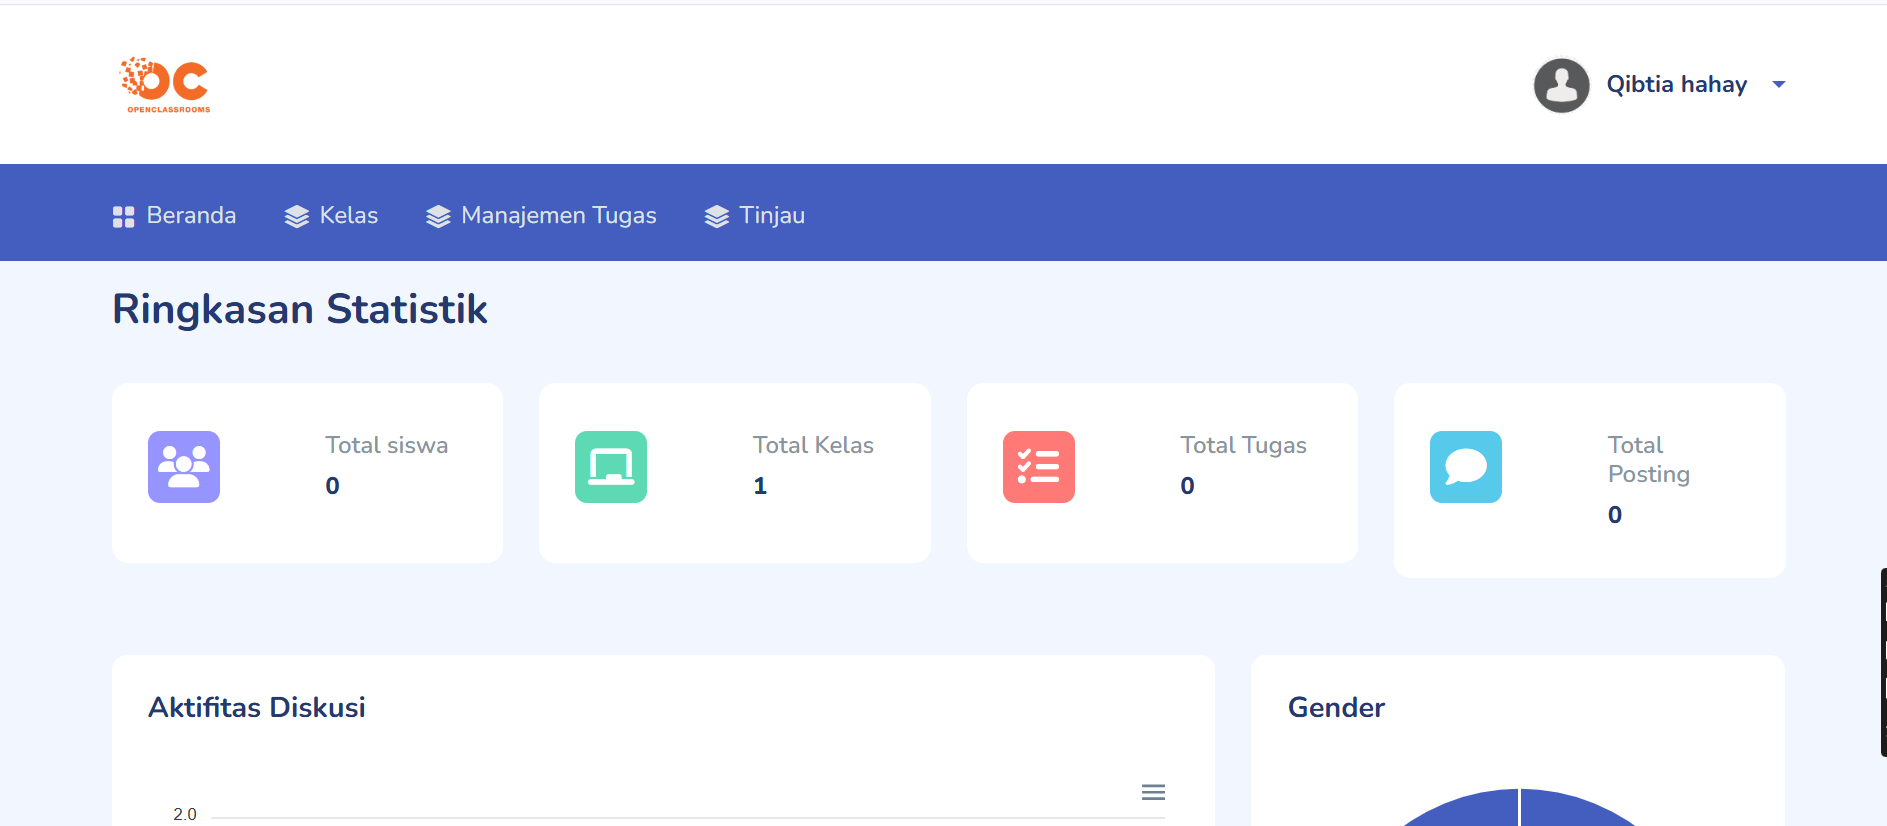 OC
OPENCLASSROOMS
Qibtia hahay
Beranda Kelas Manajemen Tugas Tinjau
Ringkasan Statistik
Total siswa
0
Total Kelas
1
Total Tugas
0
Total
Posting
0
Aktifitas Diskusi
2.0
Gender